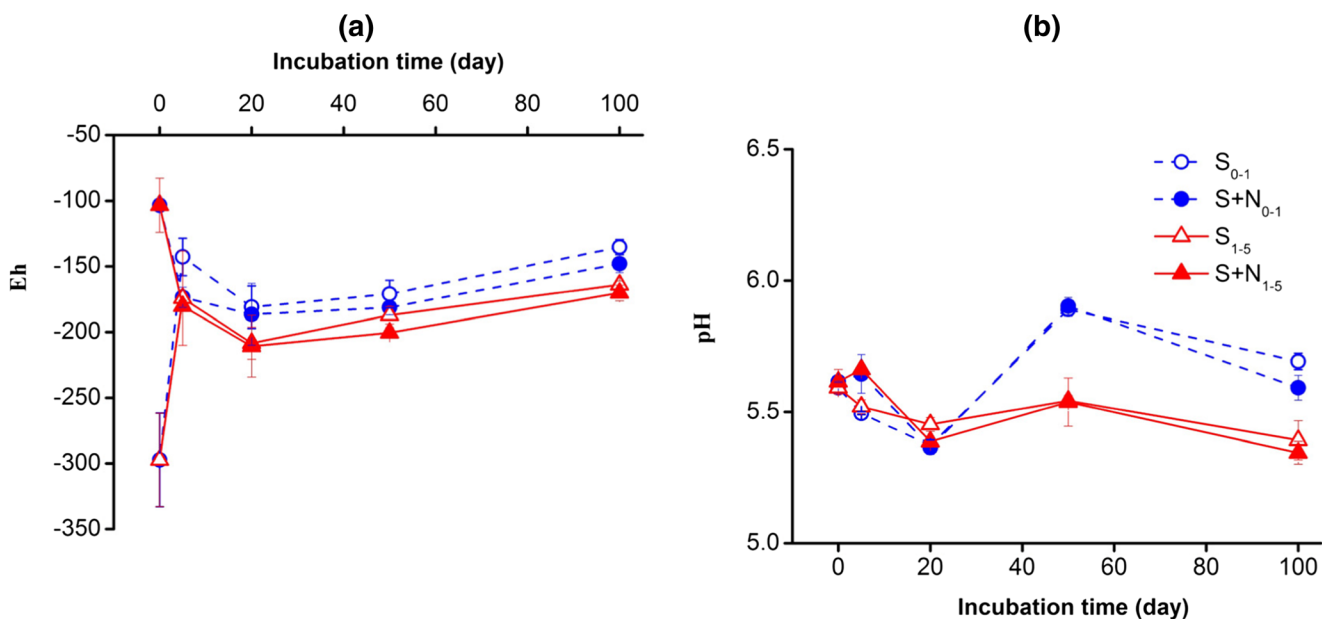 (a)
Incubation time (day)
0 20 40 60 80 100
-50
-100
-150
-200
-250
-300
-350
Eh
(b)
6.5
6.0
5.5
5.0
pH
S0-1
S+N0-1
S1-5
S+N1-5
0 20 40 60 80 100
Incubation time (day)